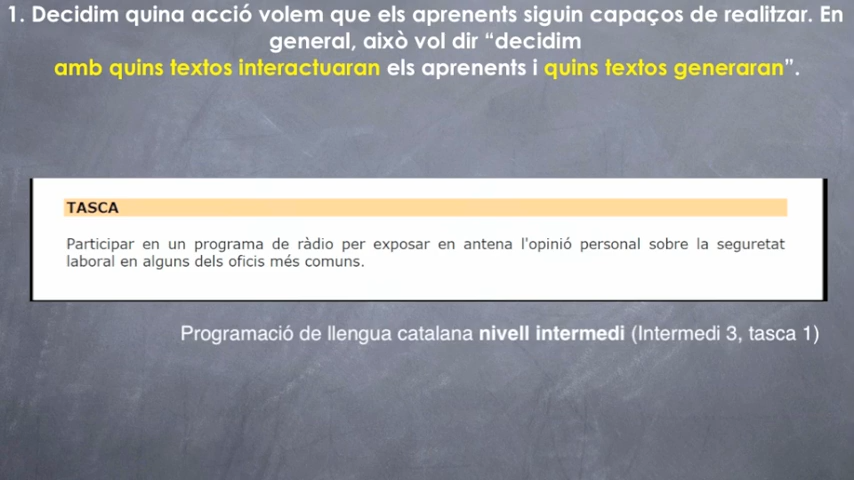 1. Decidim quina acció volem que els aprenents siguin capaços de realitzar. En
general, això vol dir “decidim
amb quins textos interactuaran els aprenents i quins textos generaran”.
TASCA
Participar en un programa de ràdio per exposar en antena l'opinió personal sobre la seguretat
laboral en alguns dels oficis més comuns.
Programació de llengua catalana nivell intermedi (Intermedi 3, tasca 1)